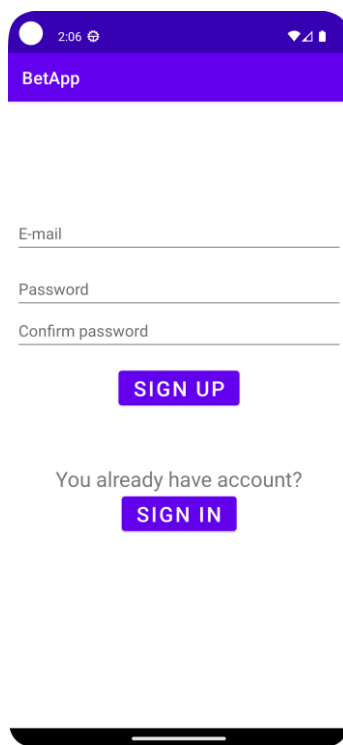 2:06
BetApp
E-mail
Password
Confirm password
SIGN UP
You already have account?
SIGN IN